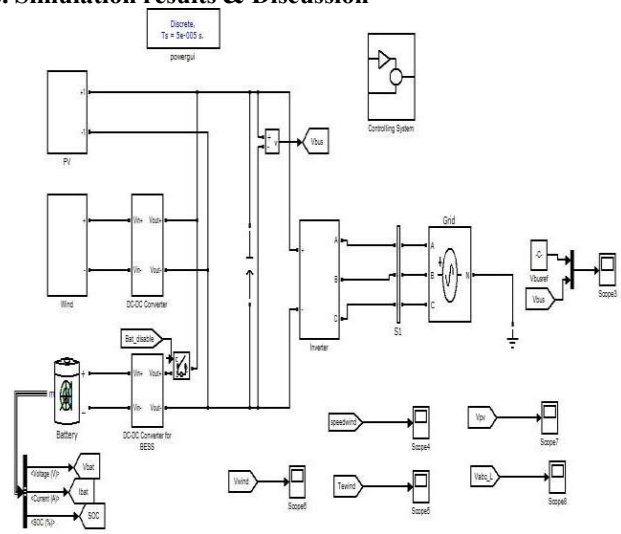 Simulation results & Discussion
Discrete,
Ts = 5e-005 s.
powergui
Controlling System
+1
-1
PV
+
-
v
Vbus
Wind
+
-
Vin+ Vout+
Vin- Vout-
DC-DC Converter
Bat_disable
+
-
Inverter
A
B
C
S1
Grid
A
B
C
N
-C-
Vbusref
Vbus
Scope3
m
+
-
Battery
Vin+ Vout+
Vin- Vout-
DC-DC Converter for
BESS
<Voltage (V)>
Vbat
<Current (A)>
Ibat
<SOC (%)>
SOC
speedwind
Scope4
Vpv
Scope7
Vwind
Scope6
Tewind
Scope5
Vabc_L
Scope8